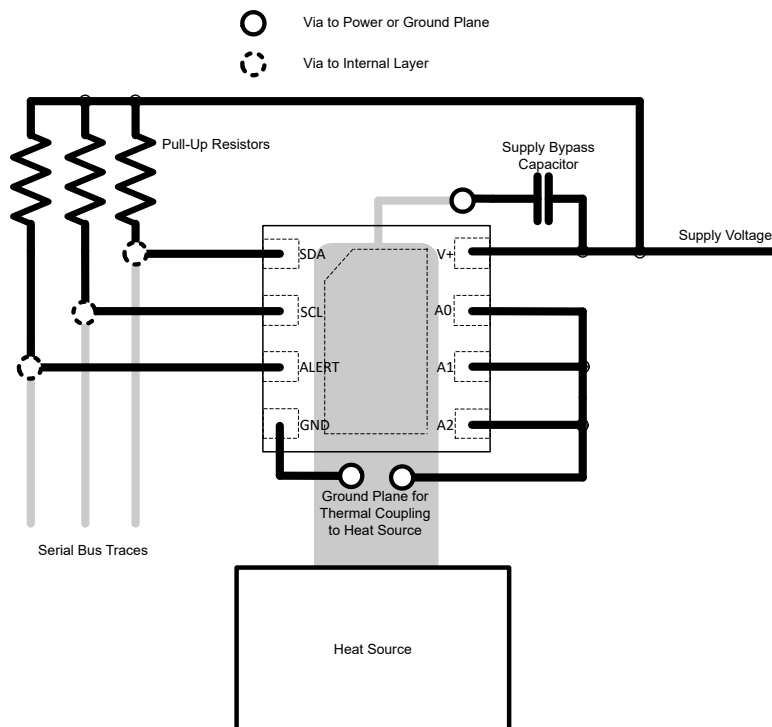 Via to Power or Ground Plane
Via to Internal Layer
Pull-Up Resistors
Supply Bypass
Capacitor
Supply Voltage
SDA
V+
SCL
A0
ALERT
A1
GND
A2
Ground Plane for
Thermal Coupling
to Heat Source
Serial Bus Traces
Heat Source